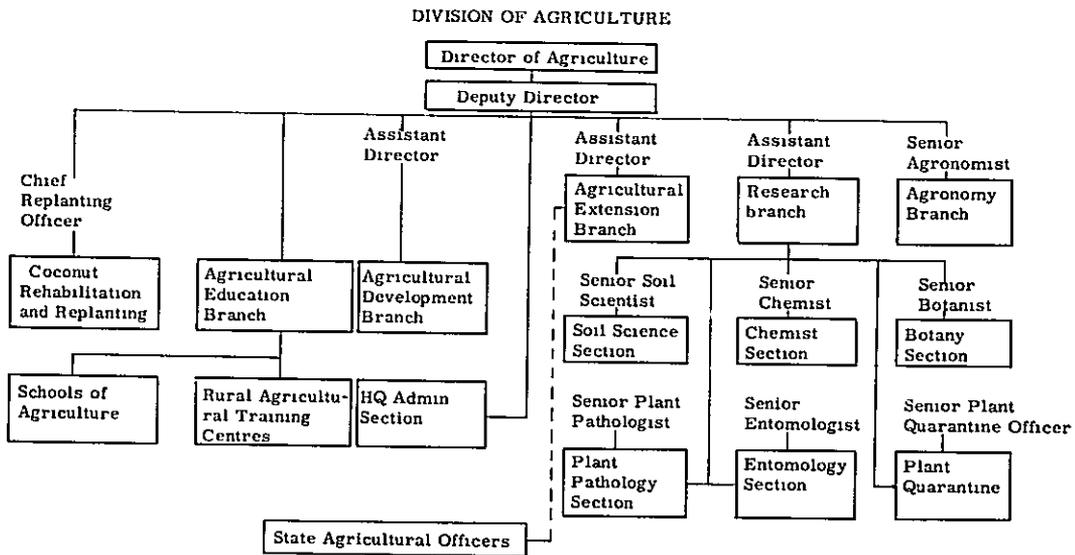 DIVISION OF AGRICULTURE
Director of Agriculture
Deputy Director
Chief
Replanting
Officer
Coconut
Rehabilitation
and Replanting
Agricultural
Education
Branch
Schools of
Agriculture
Rural Agricultu-
ral Training
Centres
Assistant
Director
Agricultural
Development
Branch
HQ Admin
Section
Assistant
Director
Agricultural
Extension
Branch
State Agricultural Officers
Assistant
Director
Research
branch
Senior
Agronomist
Agronomy
Branch
Senior Soil
Scientist
Soil Science
Section
Senior
Chemist
Chemist
Section
Senior
Botanist
Botany
Section
Senior Plant
Pathologist
Plant
Pathology
Section
Senior
Entomologist
Entomology
Section
Senior Plant
Quarantine Officer
Plant
Quarantine